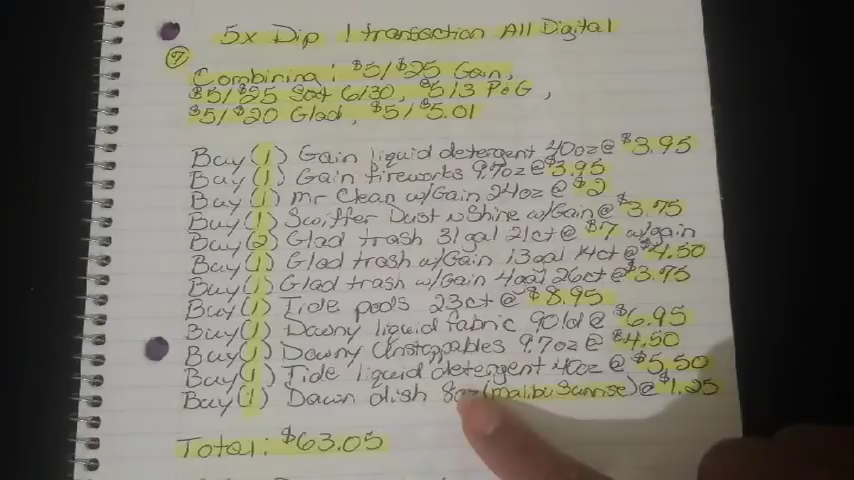 5x Dip 1 transaction All Digital
7
Combining: $5/$25 Gain,
$5/$25 Sat 6/30, $5/3 P&G,
$5/$20 Glad, $5/$5.01
Buy (1) Gain liquid detergent 40oz @ $3.95
Buy (1) Gain fireworks 9.7oz @ $3.95
Buy (1) Mr Clean w/Gain 24oz @ $2
Buy (1) Swiffer Dust n Shine w/Gain @ $3.75
Buy (2) Glad trash 31gal 21ct @ $7 w/gain
Buy (1) Glad trash w/Gain 13gal 14ct @ $4.50
Buy (1) Glad trash w/Gain 4gal 26ct @ $3.75
Buy (1) Tide pods 23ct @ $8.95
Buy (1) Downy liquid fabric 90ld @ $6.95
Buy (1) Downy Unstoppables 9.7oz @ $4.50
Buy (1) Tide liquid detergent 40oz @ $5.50
Buy (1) Dawn dish 8oz (malibu Sunrise) @ $1.25
Total: $63.05